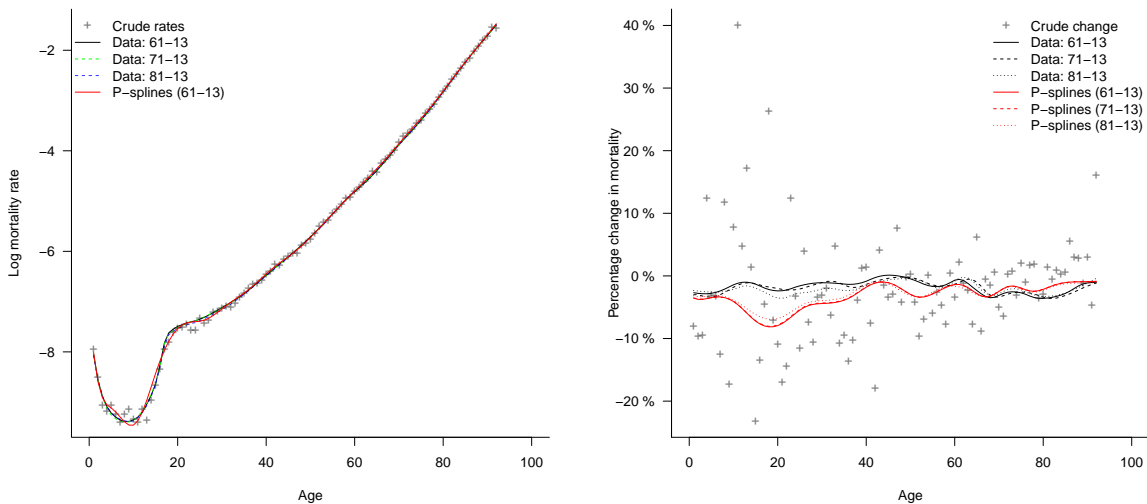 Crude rates
Data: 61−13
Data: 71−13
Data: 81−13
P−splines (61−13)
−2
−4
−6
−8
Log mortality rate
0 20 40 60 80 100
Age
Crude change
Data: 61−13
Data: 71−13
Data: 81−13
P−splines (61−13)
P−splines (71−13)
P−splines (81−13)
40 %
30 %
20 %
10 %
0 %
−10 %
−20 %
Percentage change in mortality
0 20 40 60 80 100
Age